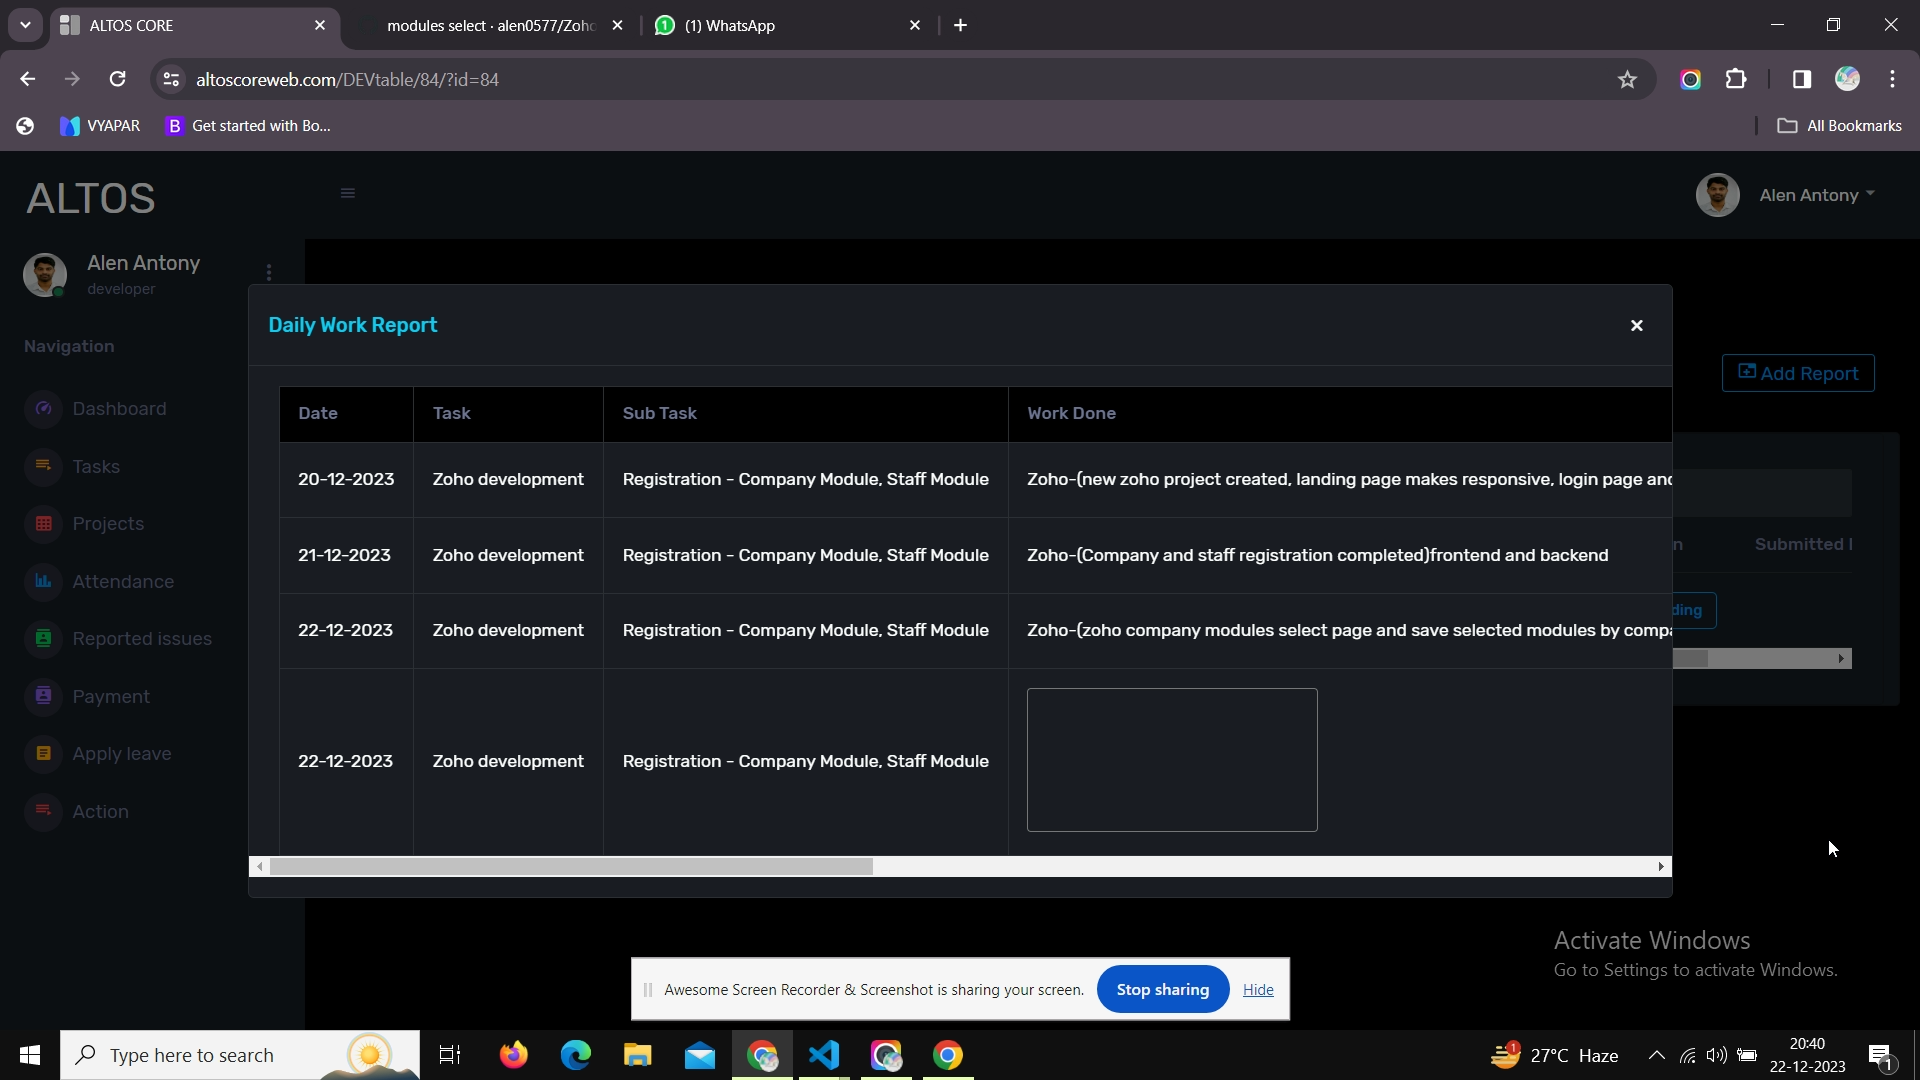 ALTOS CORE
modules select · alen0577/Zoho
(1) WhatsApp
altoscoreweb.com/DEVtable/84/?id=84
VYAPAR
B Get started with Bo...
All Bookmarks
ALTOS
Alen Antony
Alen Antony
developer
Navigation
Dashboard
Tasks
Projects
Attendance
Reported issues
Payment
Apply leave
Action
Add Report
Submitted
Daily Work Report
Date Task Sub Task Work Done
20-12-2023 Zoho development Registration - Company Module, Staff Module Zoho-(new zoho project created, landing page makes responsive, login page and
21-12-2023 Zoho development Registration - Company Module, Staff Module Zoho-(Company and staff registration completed)frontend and backend
22-12-2023 Zoho development Registration - Company Module, Staff Module Zoho-(zoho company modules select page and save selected modules by compa
ding
22-12-2023 Zoho development Registration - Company Module, Staff Module
Activate Windows
Go to Settings to activate Windows.
Awesome Screen Recorder & Screenshot is sharing your screen. Stop sharing Hide
Type here to search
1
27°C Haze
20:40
22-12-2023
1